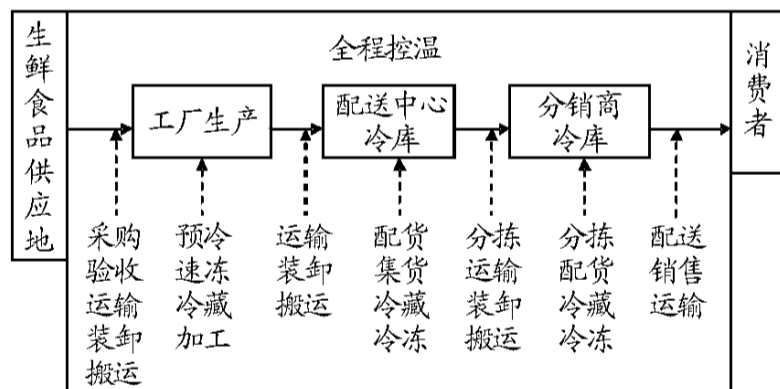 生鲜食品供应地
全程控温
消费者
工厂生产
配送中心
冷库
分销商
冷库
采购
验收
运输
装卸
搬运
预冷
速冻
冷藏
加工
运输
装卸
搬运
配货
集货
冷藏
冷冻
分拣
运输
装卸
搬运
分拣
配货
冷藏
冷冻
配送
销售
运输